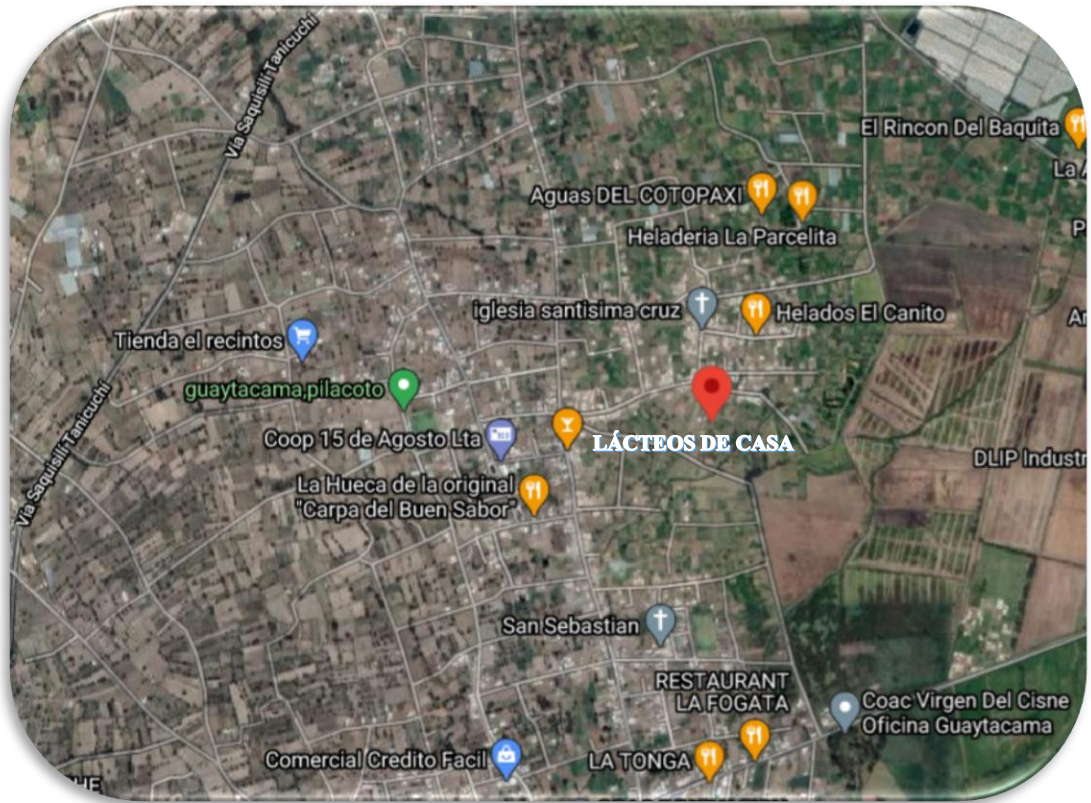 Via Saquisilí-Tanicuchi
El Rincon Del Baquita
La
Aguas DEL COTOPAXI
Heladeria La Parcelita
iglesia santisima cruz
Helados El Canito
Tienda el recintos
guaytacama,pilacoto
Coop 15 de Agosto Lta
LÁCTEOS DE CASA
Via Saquisilí-Tanicuchi
DLIP Industr
La Hueca de la original
"Carpa del Buen Sabor"
San Sebastian
RESTAURANT
LA FOGATA
Coac Virgen Del Cisne
Oficina Guaytacama
Comercial Credito Facil
LA TONGA